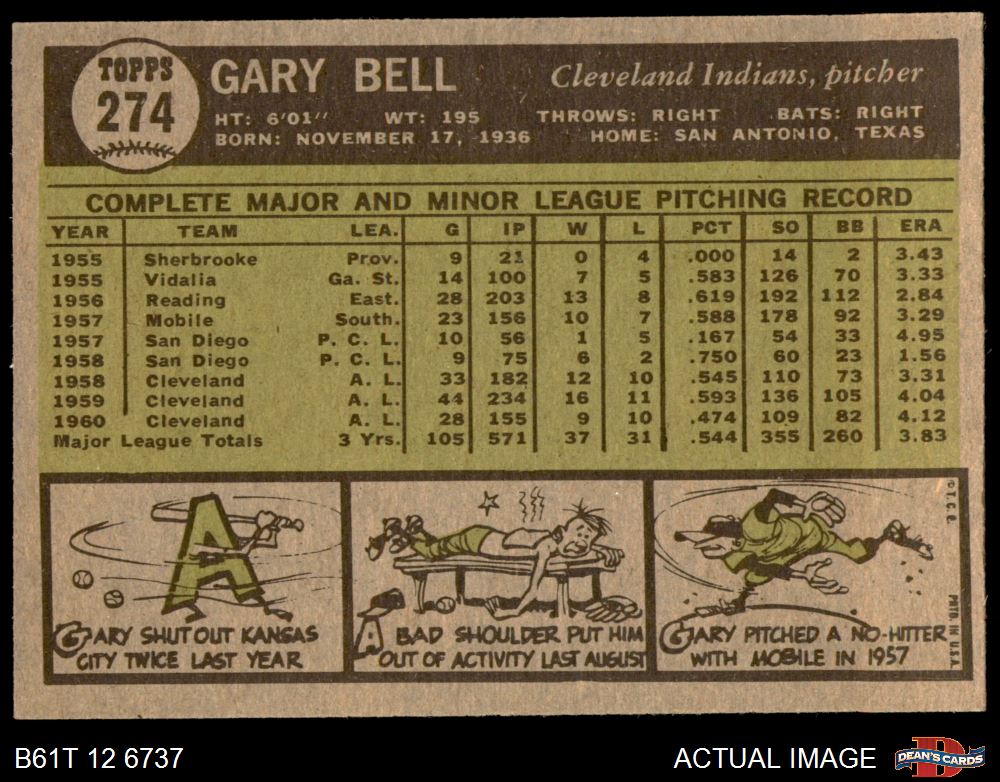 TOPPS
274
GARY BELL
Cleveland Indians, pitcher
HT: 6'01" WT: 195 THROWS: RIGHT BATS: RIGHT
BORN: NOVEMBER 17, 1936 HOME: SAN ANTONIO, TEXAS
COMPLETE MAJOR AND MINOR LEAGUE PITCHING RECORD
YEAR TEAM LEA. G IP W L PCT SO BB ERA
1955 Sherbrooke Prov. 9 21 0 4 .000 14 2 3.43
1955 Vidalia Ga. St. 14 100 7 5 .583 126 70 3.33
1956 Reading East. 28 203 13 8 .619 192 112 2.84
1957 Mobile South. 23 156 10 7 .588 178 92 3.29
1957 San Diego P. C. L. 10 56 1 5 .167 54 33 4.95
1958 San Diego P. C. L. 9 75 6 2 .750 60 23 1.56
1958 Cleveland A. L. 33 182 12 10 .545 110 73 3.31
1959 Cleveland A. L. 44 234 16 11 .593 136 105 4.04
1960 Cleveland A. L. 28 155 9 10 .474 109 82 4.12
Major League Totals 3 Yrs. 105 571 37 31 .544 355 260 3.83
A
GARY SHUT OUT KANSAS
CITY TWICE LAST YEAR
A BAD SHOULDER PUT HIM
OUT OF ACTIVITY LAST AUGUST
GARY PITCHED A NO-HITTER
WITH MOBILE IN 1957
© T. C. G.
PRTD. IN U.S.A.
B61T 12 6737
ACTUAL IMAGE
D
DEAN'S CARDS